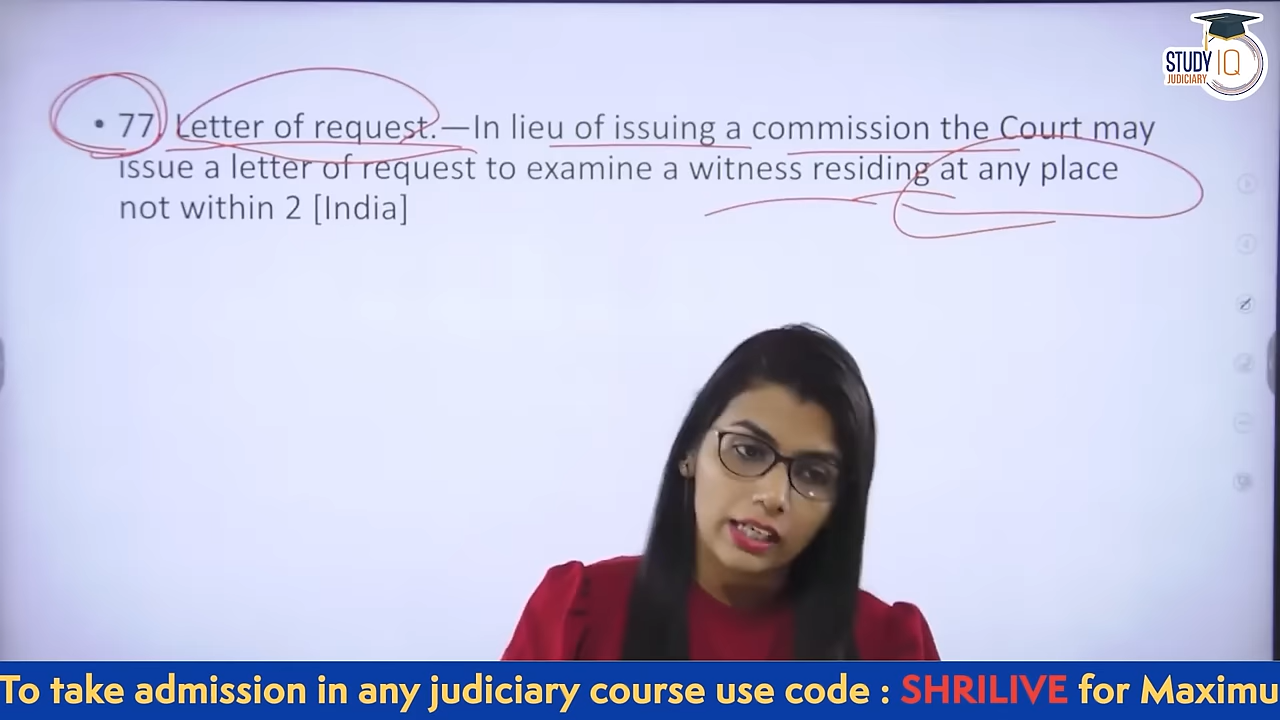 STUDY IQ
JUDICIARY
• 77. Letter of request.—In lieu of issuing a commission the Court may
issue a letter of request to examine a witness residing at any place
not within 2 [India]
To take admission in any judiciary course use code : SHRILIVE for Maximu